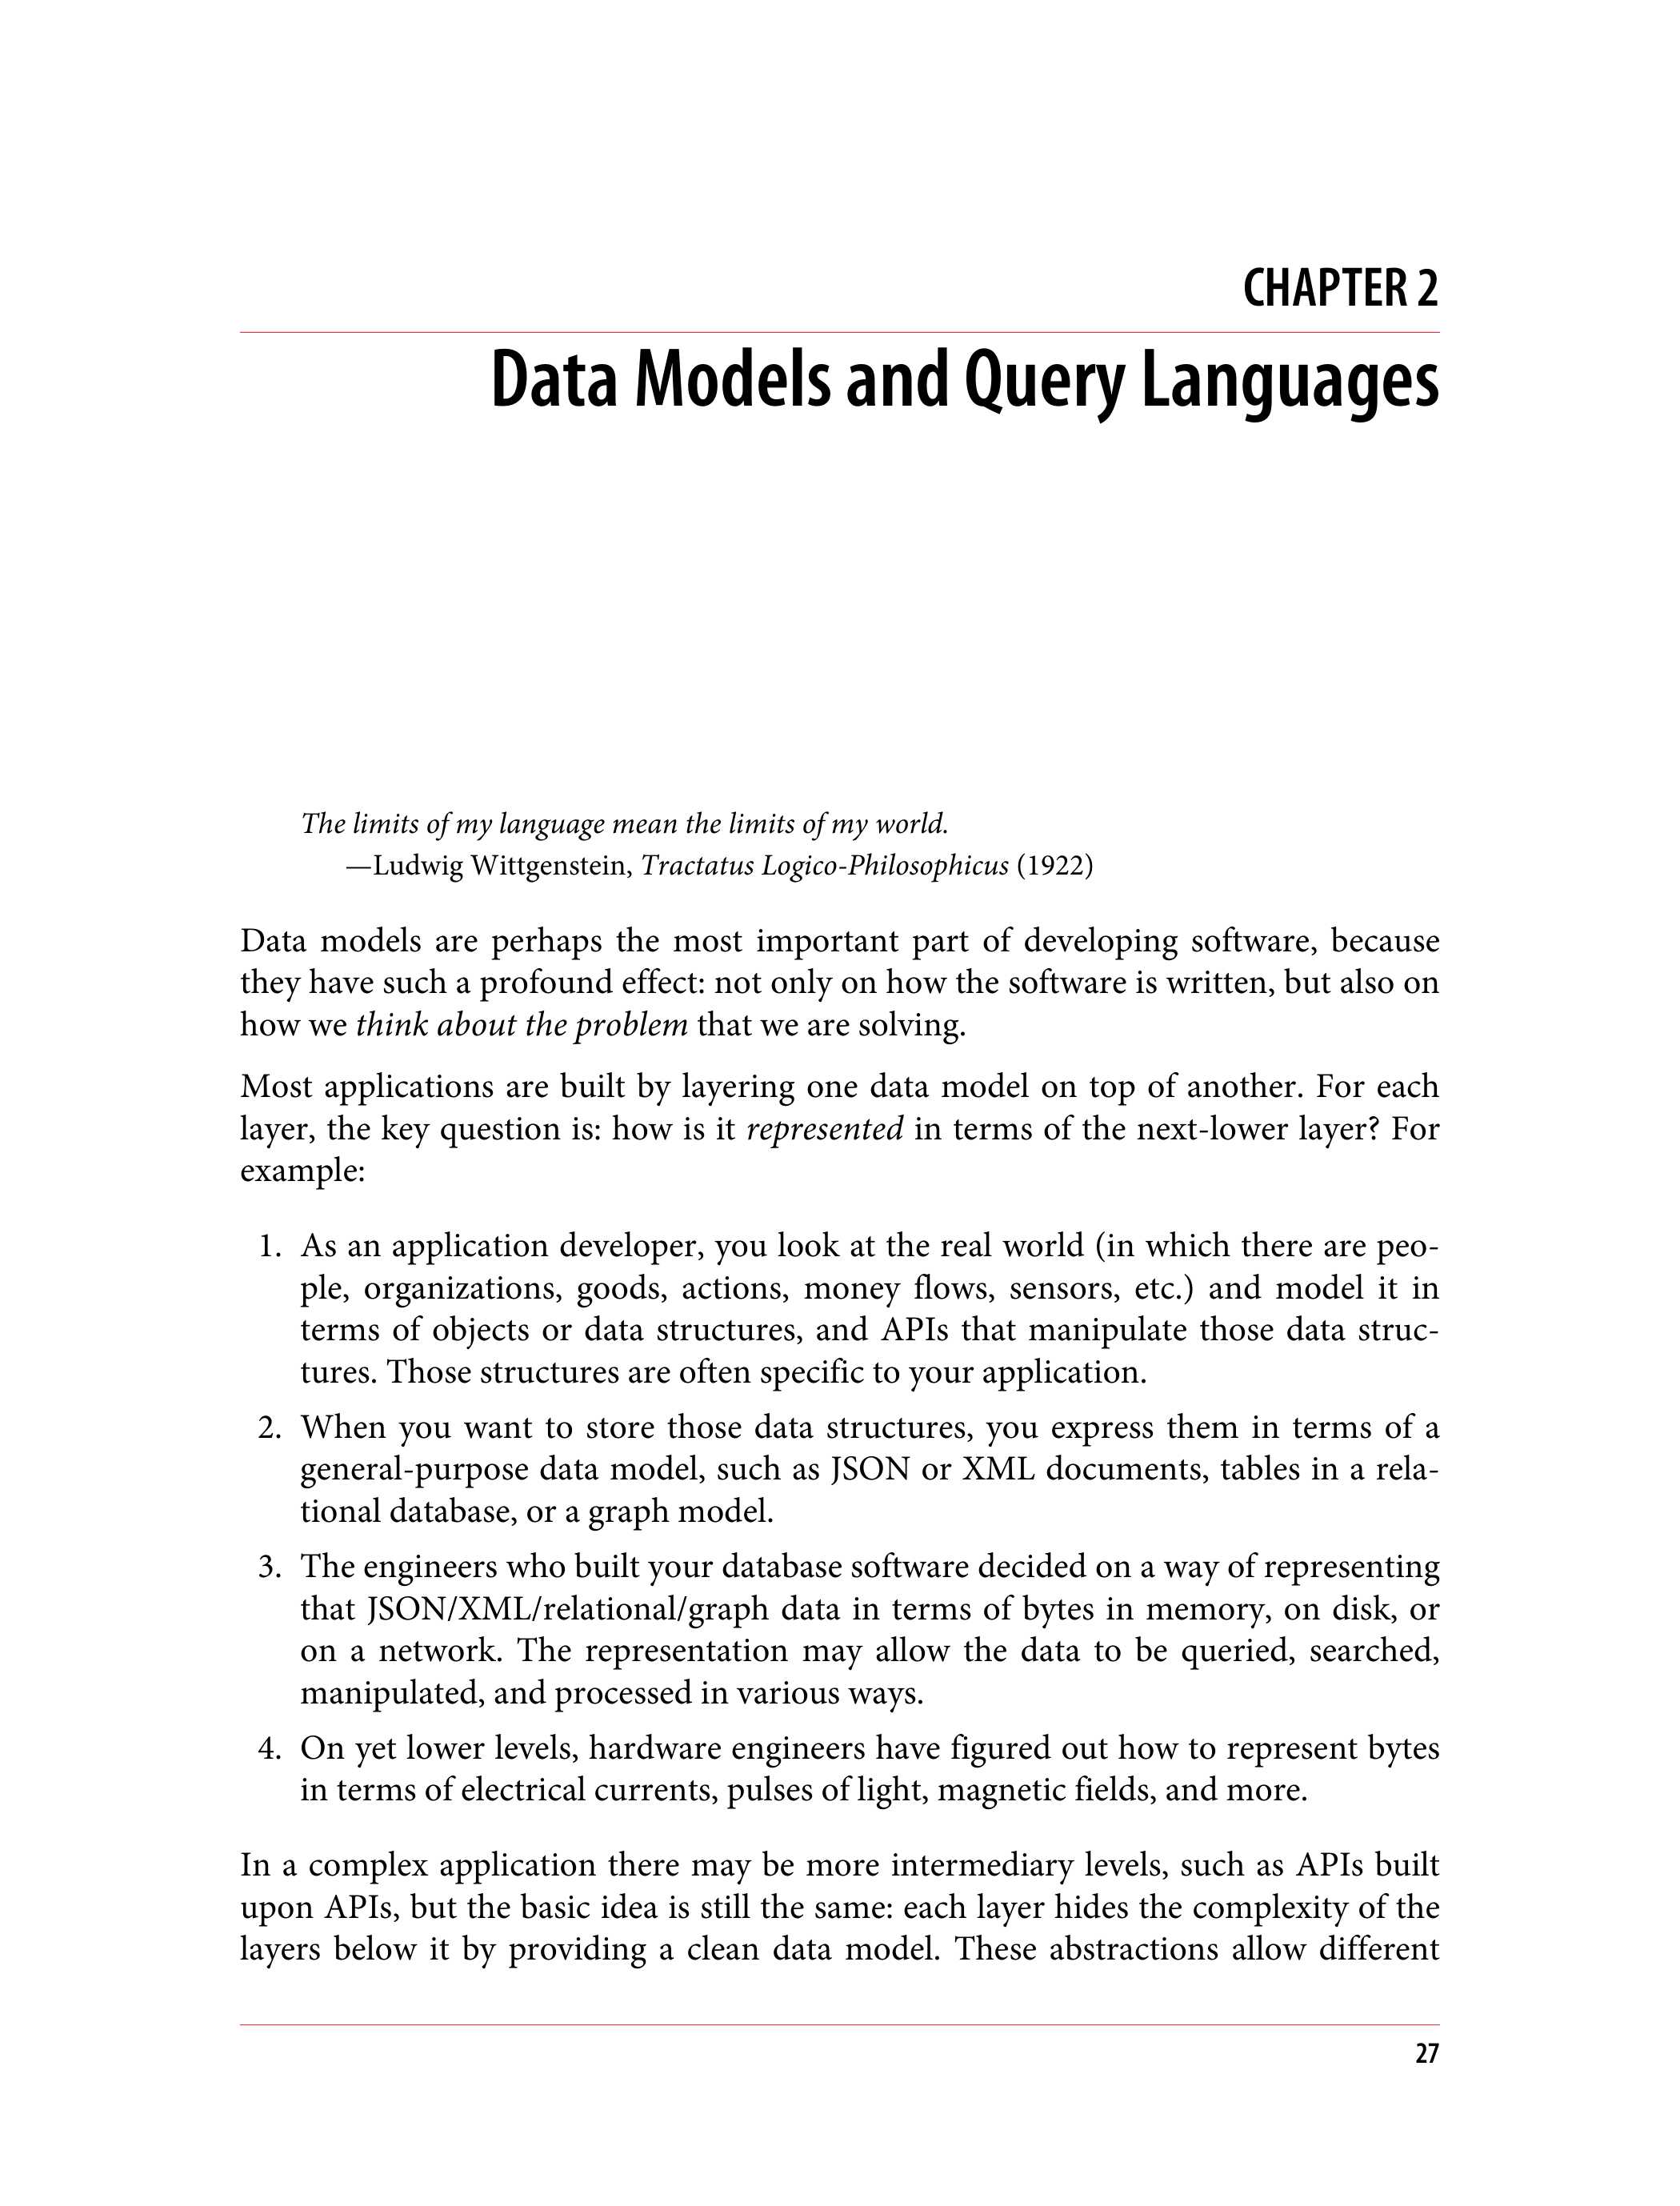 CHAPTER 2
Data Models and Query Languages
The limits of my language mean the limits of my world.
—Ludwig Wittgenstein, Tractatus Logico-Philosophicus (1922)
Data models are perhaps the most important part of developing software, because
they have such a profound effect: not only on how the software is written, but also on
how we think about the problem that we are solving.
Most applications are built by layering one data model on top of another. For each
layer, the key question is: how is it represented in terms of the next-lower layer? For
example:
1. As an application developer, you look at the real world (in which there are peo-
ple, organizations, goods, actions, money flows, sensors, etc.) and model it in
terms of objects or data structures, and APIs that manipulate those data struc-
tures. Those structures are often specific to your application.
2. When you want to store those data structures, you express them in terms of a
general-purpose data model, such as JSON or XML documents, tables in a rela-
tional database, or a graph model.
3. The engineers who built your database software decided on a way of representing
that JSON/XML/relational/graph data in terms of bytes in memory, on disk, or
on a network. The representation may allow the data to be queried, searched,
manipulated, and processed in various ways.
4. On yet lower levels, hardware engineers have figured out how to represent bytes
in terms of electrical currents, pulses of light, magnetic fields, and more.
In a complex application there may be more intermediary levels, such as APIs built
upon APIs, but the basic idea is still the same: each layer hides the complexity of the
layers below it by providing a clean data model. These abstractions allow different
27